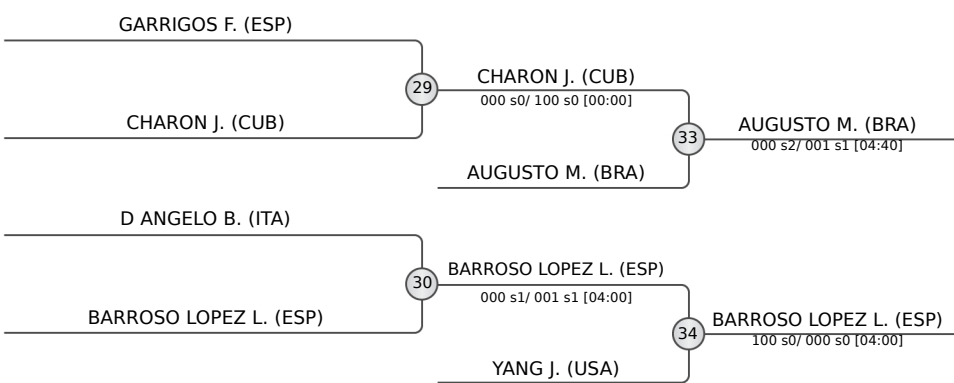 GARRIGOS F. (ESP)
29
CHARON J. (CUB)
000 s0/ 100 s0 [00:00]
CHARON J. (CUB)
33
AUGUSTO M. (BRA)
000 s2/ 001 s1 [04:40]
AUGUSTO M. (BRA)
D ANGELO B. (ITA)
30
BARROSO LOPEZ L. (ESP)
000 s1/ 001 s1 [04:00]
BARROSO LOPEZ L. (ESP)
34
BARROSO LOPEZ L. (ESP)
100 s0/ 000 s0 [04:00]
YANG J. (USA)